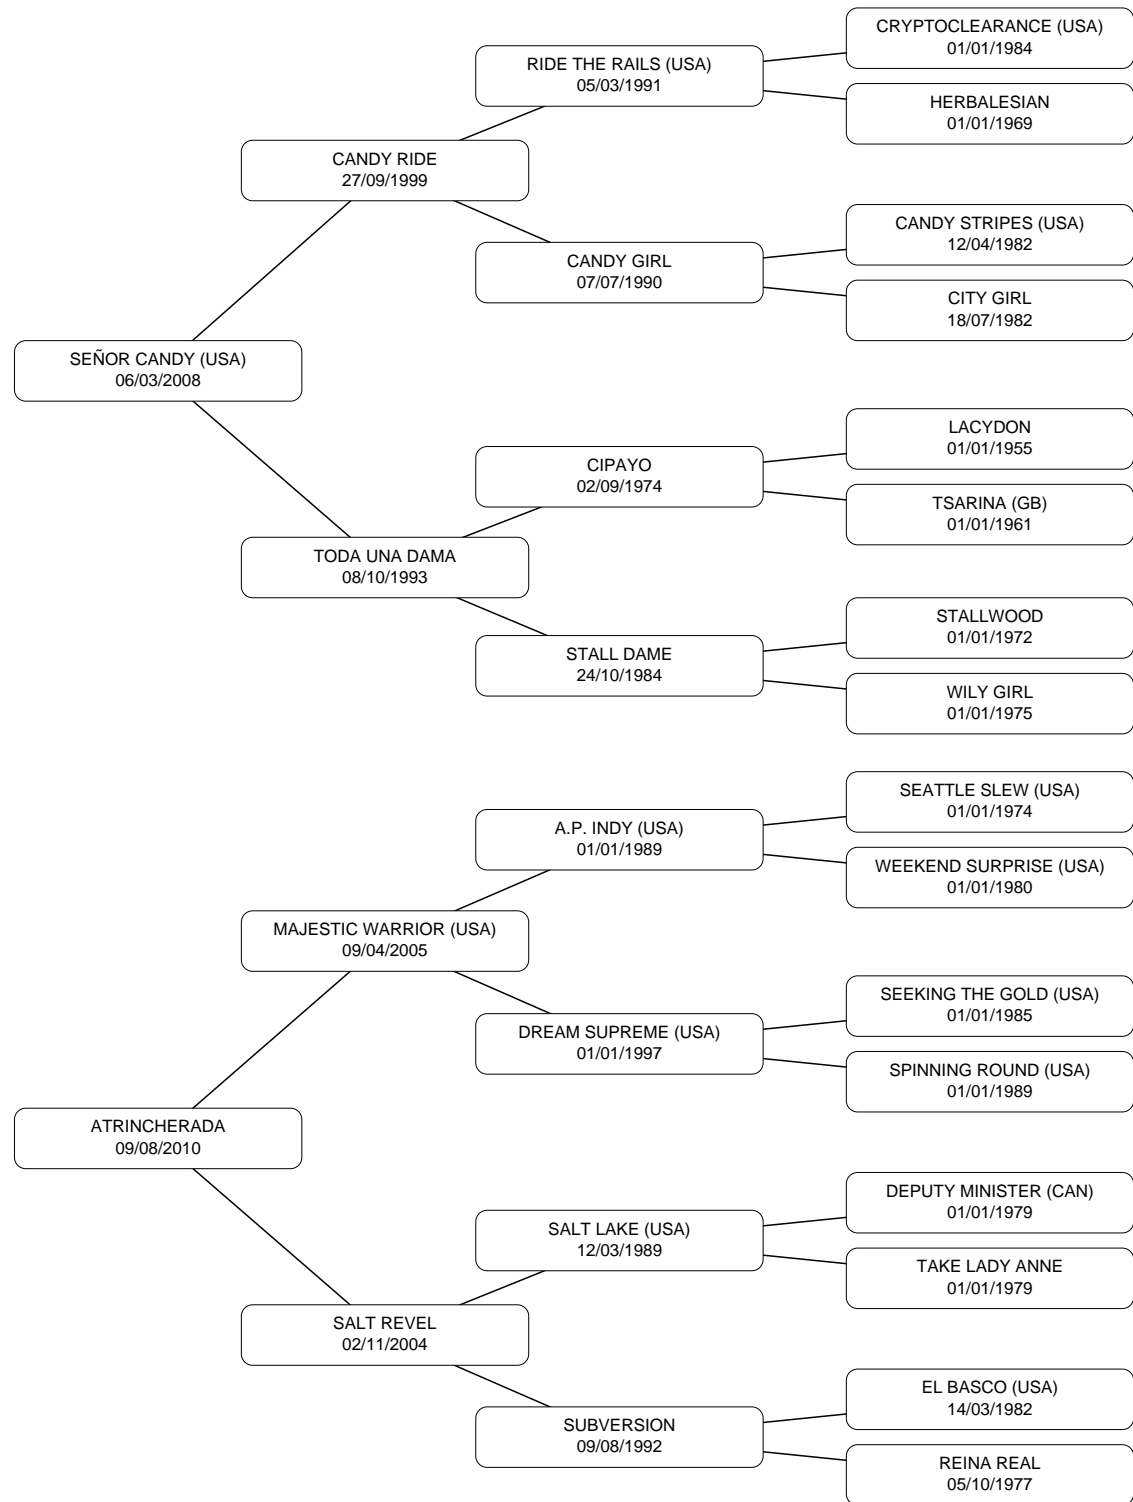 CRYPTOCLEARANCE (USA)
01/01/1984
RIDE THE RAILS (USA)
05/03/1991
HERBALESIAN
01/01/1969
CANDY RIDE
27/09/1999
CANDY STRIPES (USA)
12/04/1982
CANDY GIRL
07/07/1990
CITY GIRL
18/07/1982
SEÑOR CANDY (USA)
06/03/2008
LACYDON
01/01/1955
CIPAYO
02/09/1974
TSARINA (GB)
01/01/1961
TODA UNA DAMA
08/10/1993
STALLWOOD
01/01/1972
STALL DAME
24/10/1984
WILY GIRL
01/01/1975
SEATTLE SLEW (USA)
01/01/1974
A.P. INDY (USA)
01/01/1989
WEEKEND SURPRISE (USA)
01/01/1980
MAJESTIC WARRIOR (USA)
09/04/2005
SEEKING THE GOLD (USA)
01/01/1985
DREAM SUPREME (USA)
01/01/1997
SPINNING ROUND (USA)
01/01/1989
ATRINCHERADA
09/08/2010
DEPUTY MINISTER (CAN)
01/01/1979
SALT LAKE (USA)
12/03/1989
TAKE LADY ANNE
01/01/1979
SALT REVEL
02/11/2004
EL BASCO (USA)
14/03/1982
SUBVERSION
09/08/1992
REINA REAL
05/10/1977